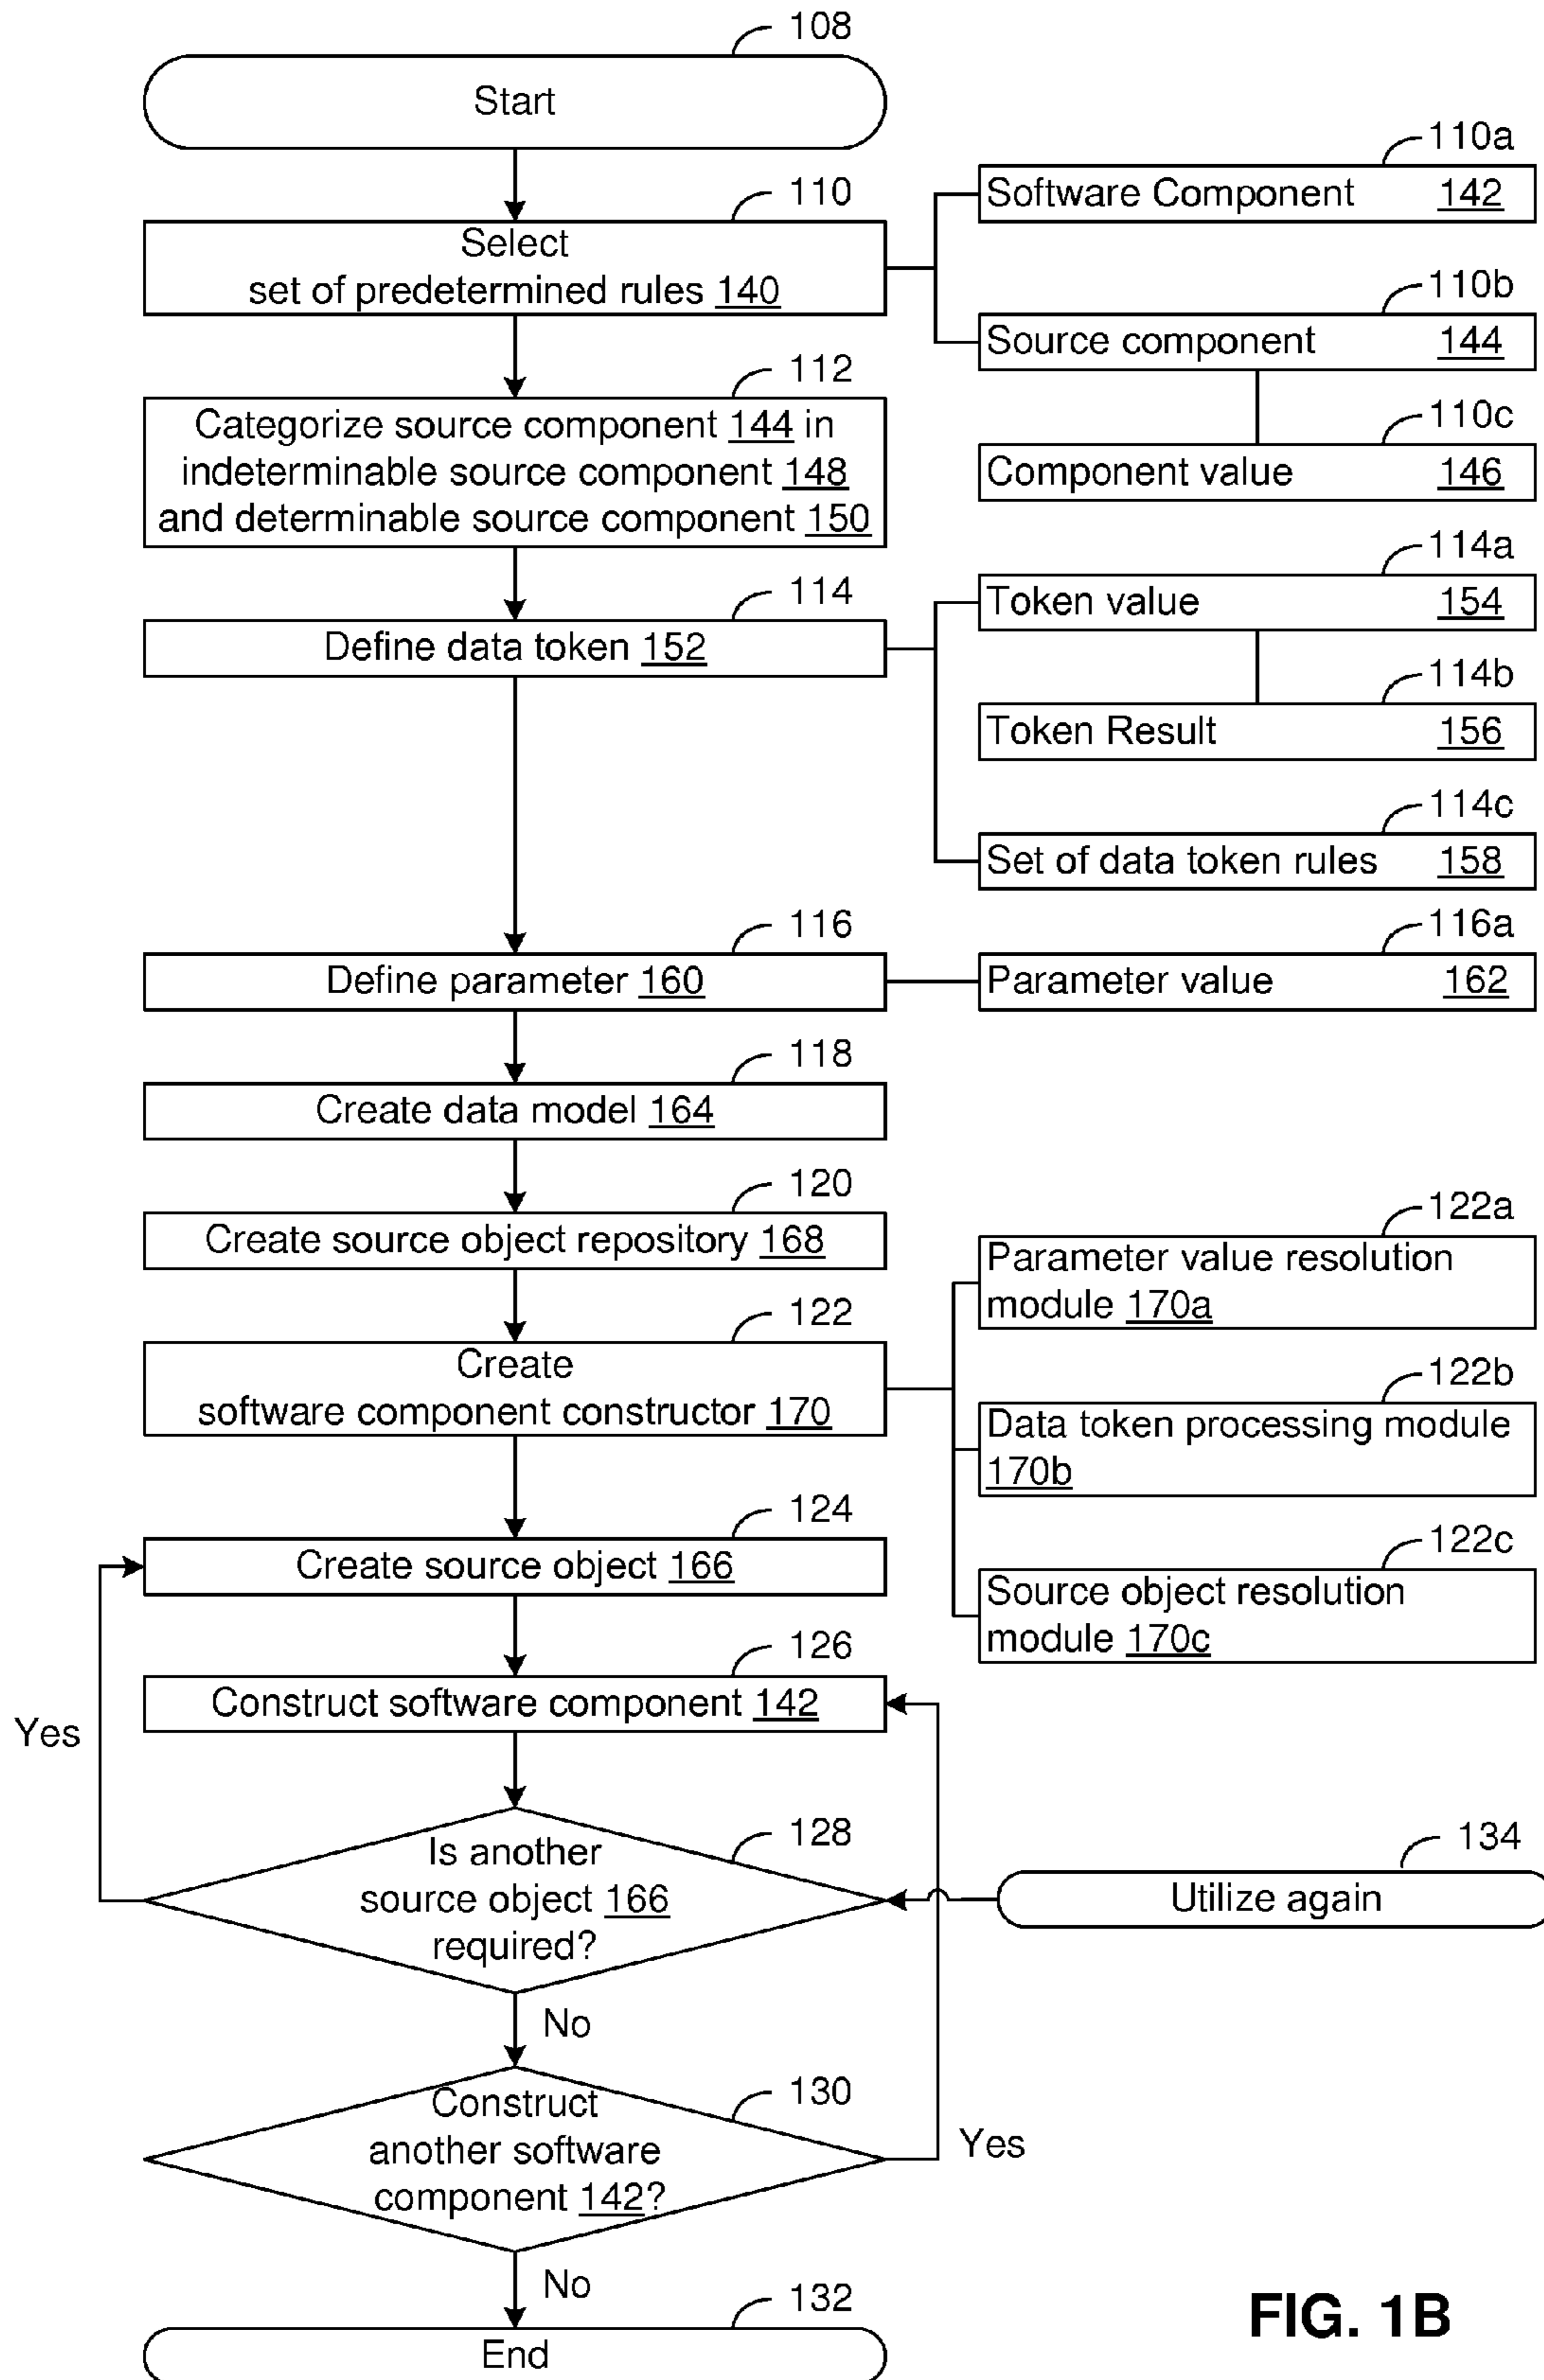 108
Start
110
Select
set of predetermined rules 140
110a
Software Component 142
110b
Source component 144
110c
Component value 146
112
Categorize source component 144 in
indeterminable source component 148
and determinable source component 150
114
Define data token 152
114a
Token value 154
114b
Token Result 156
114c
Set of data token rules 158
116
Define parameter 160
116a
Parameter value 162
118
Create data model 164
120
Create source object repository 168
122
Create
software component constructor 170
122a
Parameter value resolution
module 170a
122b
Data token processing module
170b
122c
Source object resolution
module 170c
124
Create source object 166
126
Construct software component 142
Yes
128
Is another
source object 166
required?
134
Utilize again
No
130
Construct
another software
component 142?
Yes
No
132
End
FIG. 1B